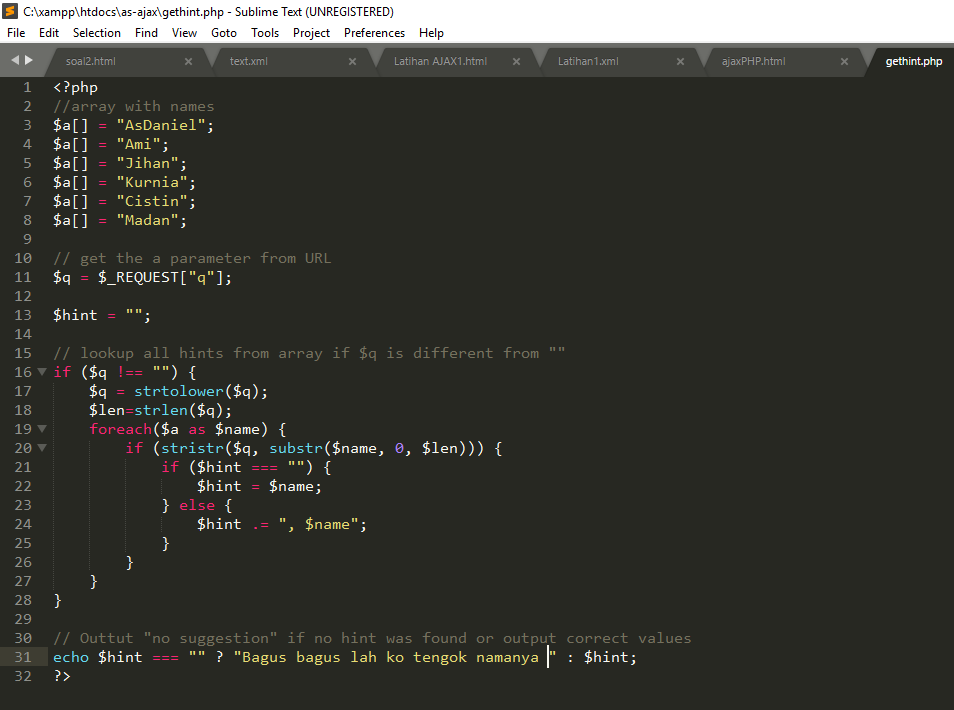 C:\xampp\htdocs\as-ajax\gethint.php - Sublime Text (UNREGISTERED)
File Edit Selection Find View Goto Tools Project Preferences Help
soal2.html × text.xml × Latihan AJAX1.html × Latihan1.xml × ajaxPHP.html × gethint.php
1 <?php
2 //array with names
3 $a[] = "AsDaniel";
4 $a[] = "Ami";
5 $a[] = "Jihan";
6 $a[] = "Kurnia";
7 $a[] = "Cistin";
8 $a[] = "Madan";
9
10 // get the a parameter from URL
11 $q = $_REQUEST["q"];
12
13 $hint = "";
14
15 // lookup all hints from array if $q is different from ""
16 if ($q !== "") {
17     $q = strtolower($q);
18     $len=strlen($q);
19     foreach($a as $name) {
20         if (stristr($q, substr($name, 0, $len))) {
21             if ($hint === "") {
22                 $hint = $name;
23             } else {
24                 $hint .= ", $name";
25             }
26         }
27     }
28 }
29
30 // Outtut "no suggestion" if no hint was found or output correct values
31 echo $hint === "" ? "Bagus bagus lah ko tengok namanya " : $hint;
32 ?>